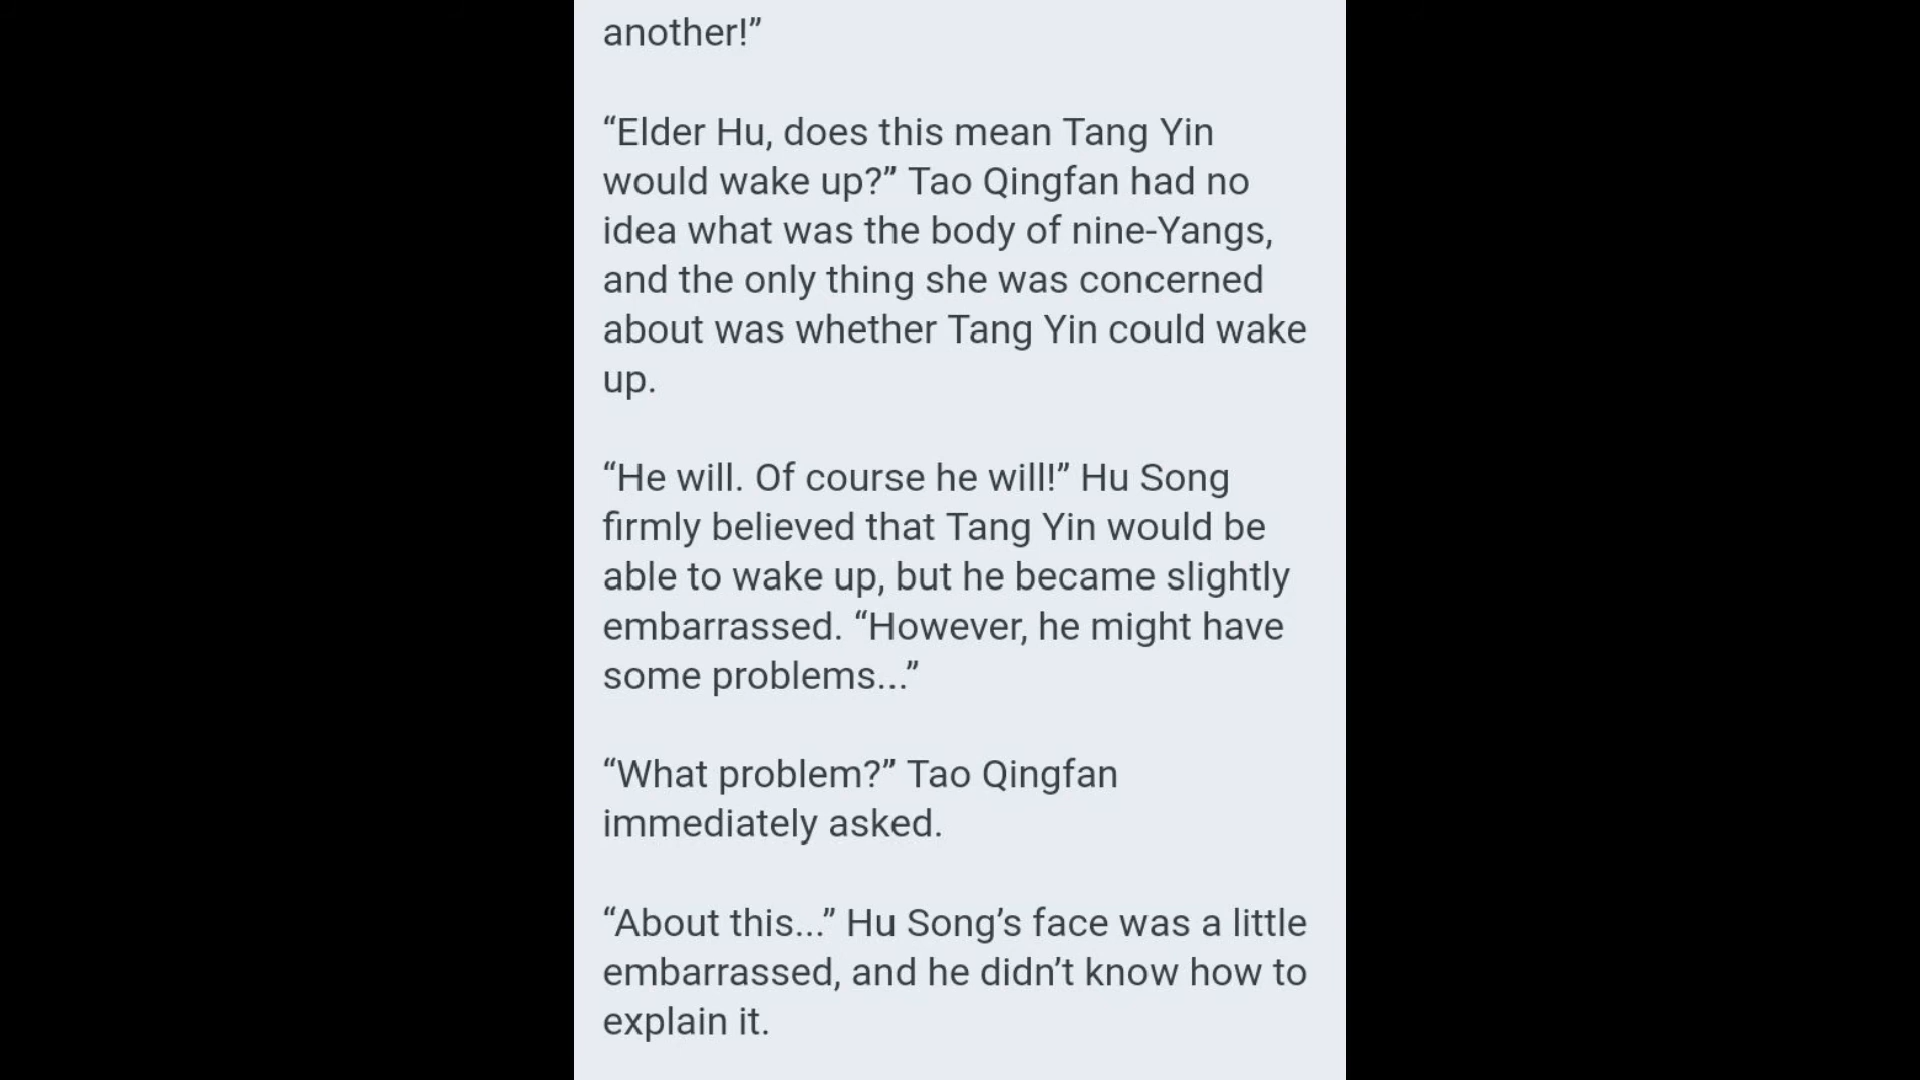 another!”
“Elder Hu, does this mean Tang Yin
would wake up?” Tao Qingfan had no
idea what was the body of nine-Yangs,
and the only thing she was concerned
about was whether Tang Yin could wake
up.
“He will. Of course he will!” Hu Song
firmly believed that Tang Yin would be
able to wake up, but he became slightly
embarrassed. “However, he might have
some problems...”
“What problem?” Tao Qingfan
immediately asked.
“About this...” Hu Song’s face was a little
embarrassed, and he didn’t know how to
explain it.